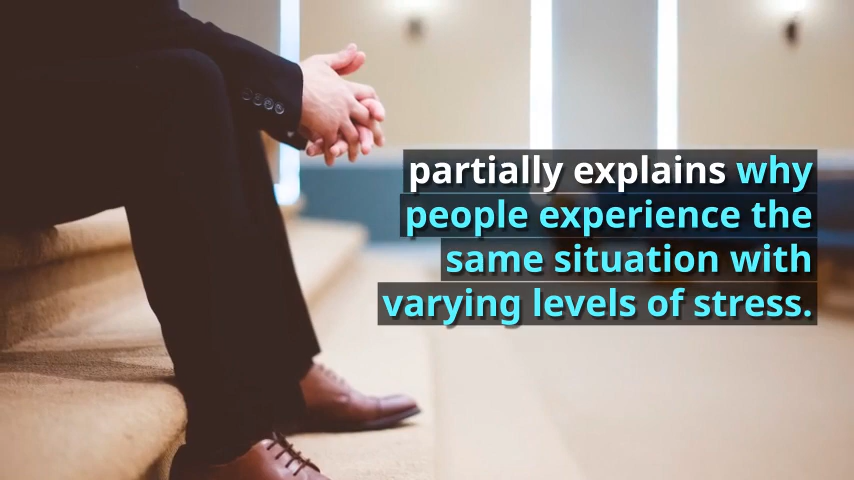 partially explains why
people experience the
same situation with
varying levels of stress.